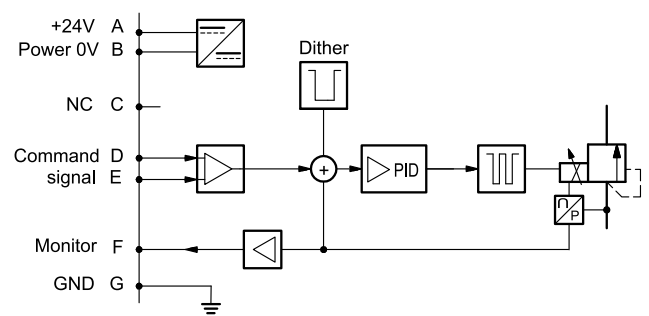 +24V A
Power 0V B
Dither
NC C
Command D
signal E
PID
Monitor F
P
GND G